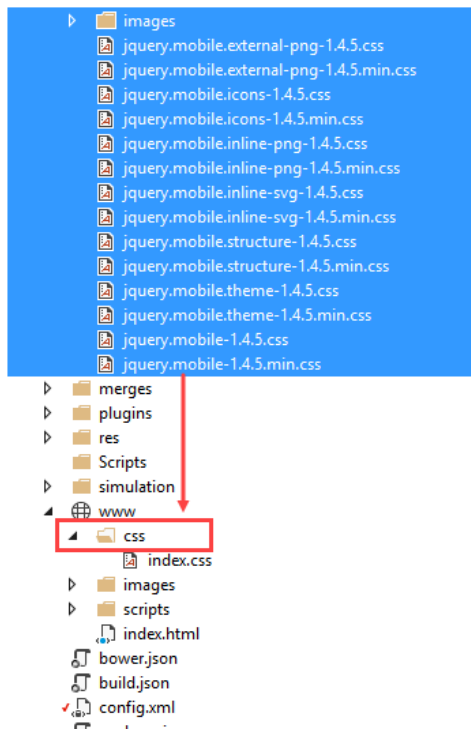 images
jquery.mobile.external-png-1.4.5.css
jquery.mobile.external-png-1.4.5.min.css
jquery.mobile.icons-1.4.5.css
jquery.mobile.icons-1.4.5.min.css
jquery.mobile.inline-png-1.4.5.css
jquery.mobile.inline-png-1.4.5.min.css
jquery.mobile.inline-svg-1.4.5.css
jquery.mobile.inline-svg-1.4.5.min.css
jquery.mobile.structure-1.4.5.css
jquery.mobile.structure-1.4.5.min.css
jquery.mobile.theme-1.4.5.css
jquery.mobile.theme-1.4.5.min.css
jquery.mobile-1.4.5.css
jquery.mobile-1.4.5.min.css
merges
plugins
res
Scripts
simulation
www
css
index.css
images
scripts
index.html
bower.json
build.json
config.xml